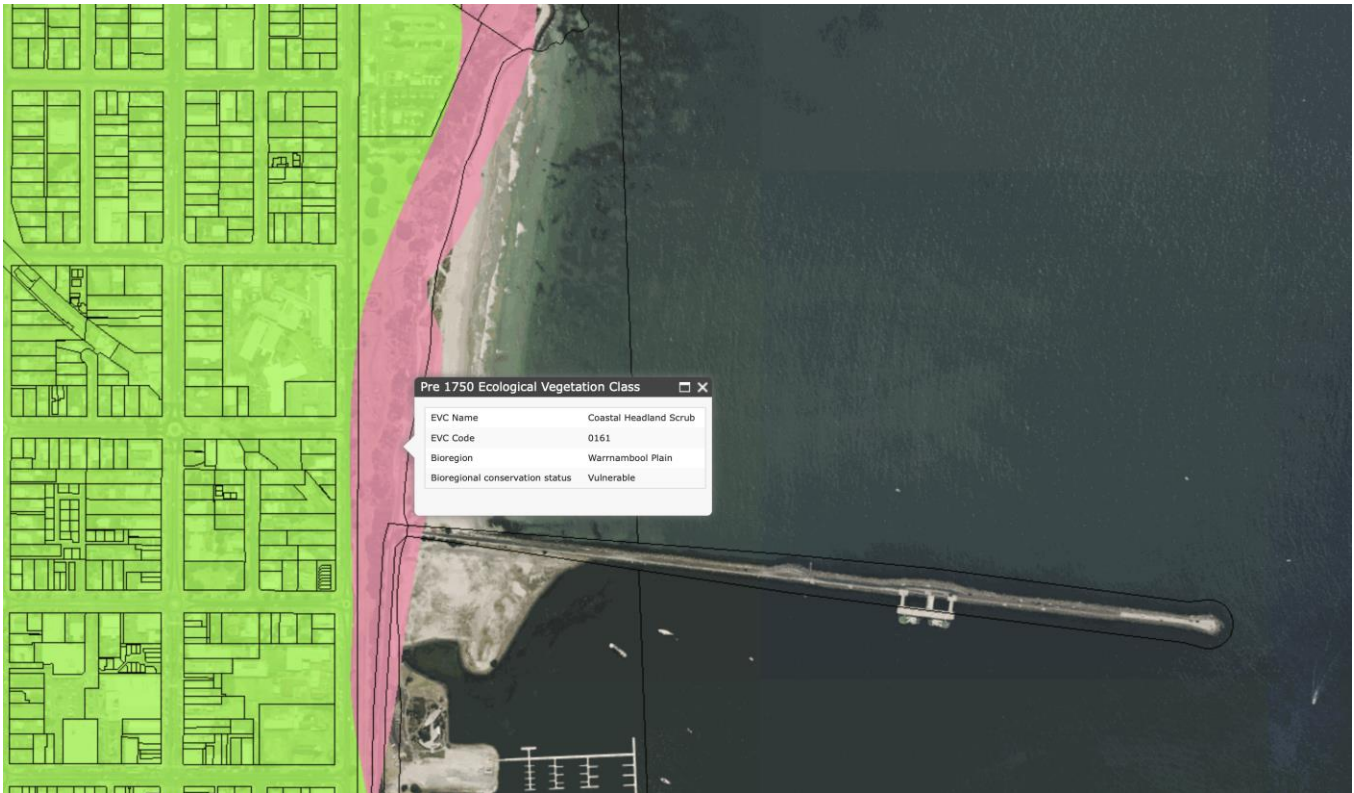 Pre 1750 Ecological Vegetation Class
EVC Name Coastal Headland Scrub
EVC Code 0161
Bioregion Warrnambool Plain
Bioregional conservation status Vulnerable